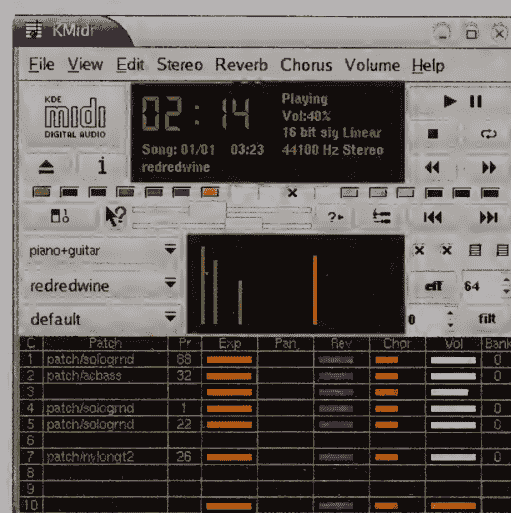 KMidi
File View Edit Stereo Reverb Chorus Volume Help
KDE
midi
DIGITAL AUDIO
02:14
Playing
Vol:40%
16 bit sig Linear
Song: 01/01 03:23 44100 Hz Stereo
redredwine
i
?
piano+guitar
redredwine
eff 64
default
0 filt
C Patch Pr Exp Pan Rev Chor Vol Bank
1 patch/sologrnd 88 0
2 patch/acbass 32 0
3
4 patch/sologrnd 1 0
5 patch/sologrnd 22 0
6
7 patch/nylongt2 26 0
8
9
10